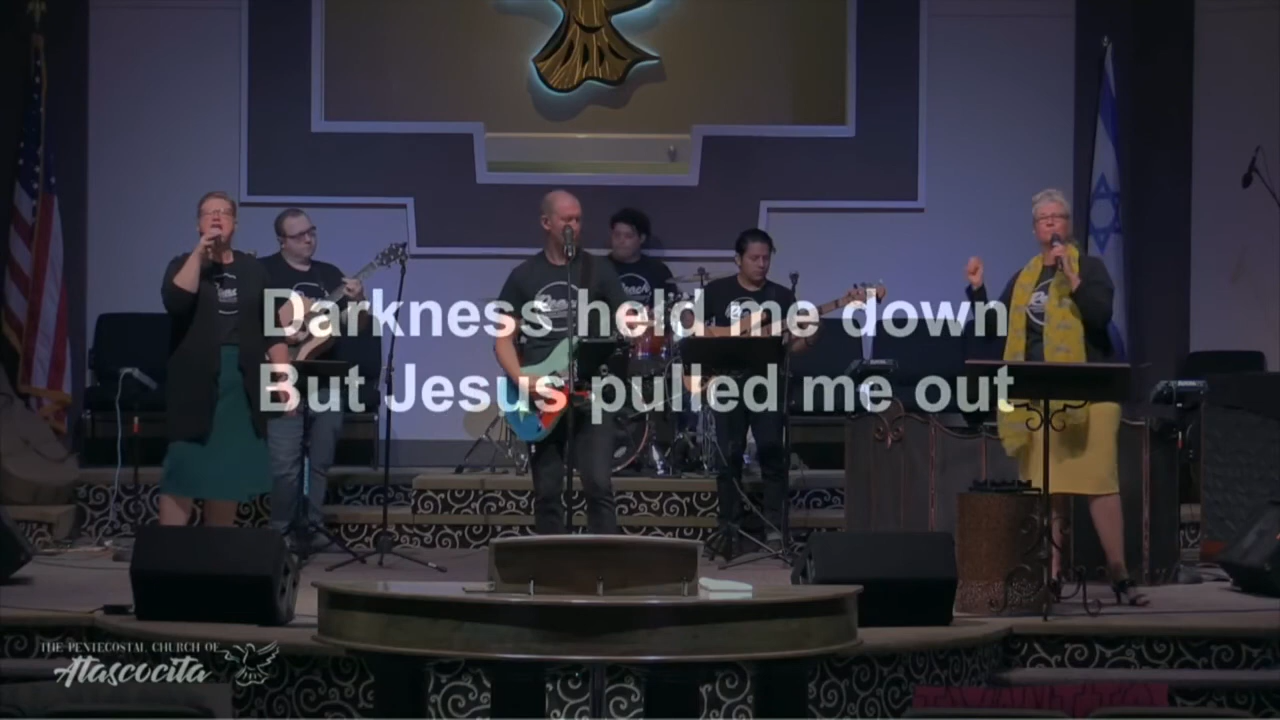 Darkness held me down
But Jesus pulled me out
THE PENTECOSTAL CHURCH OF
Atascocita